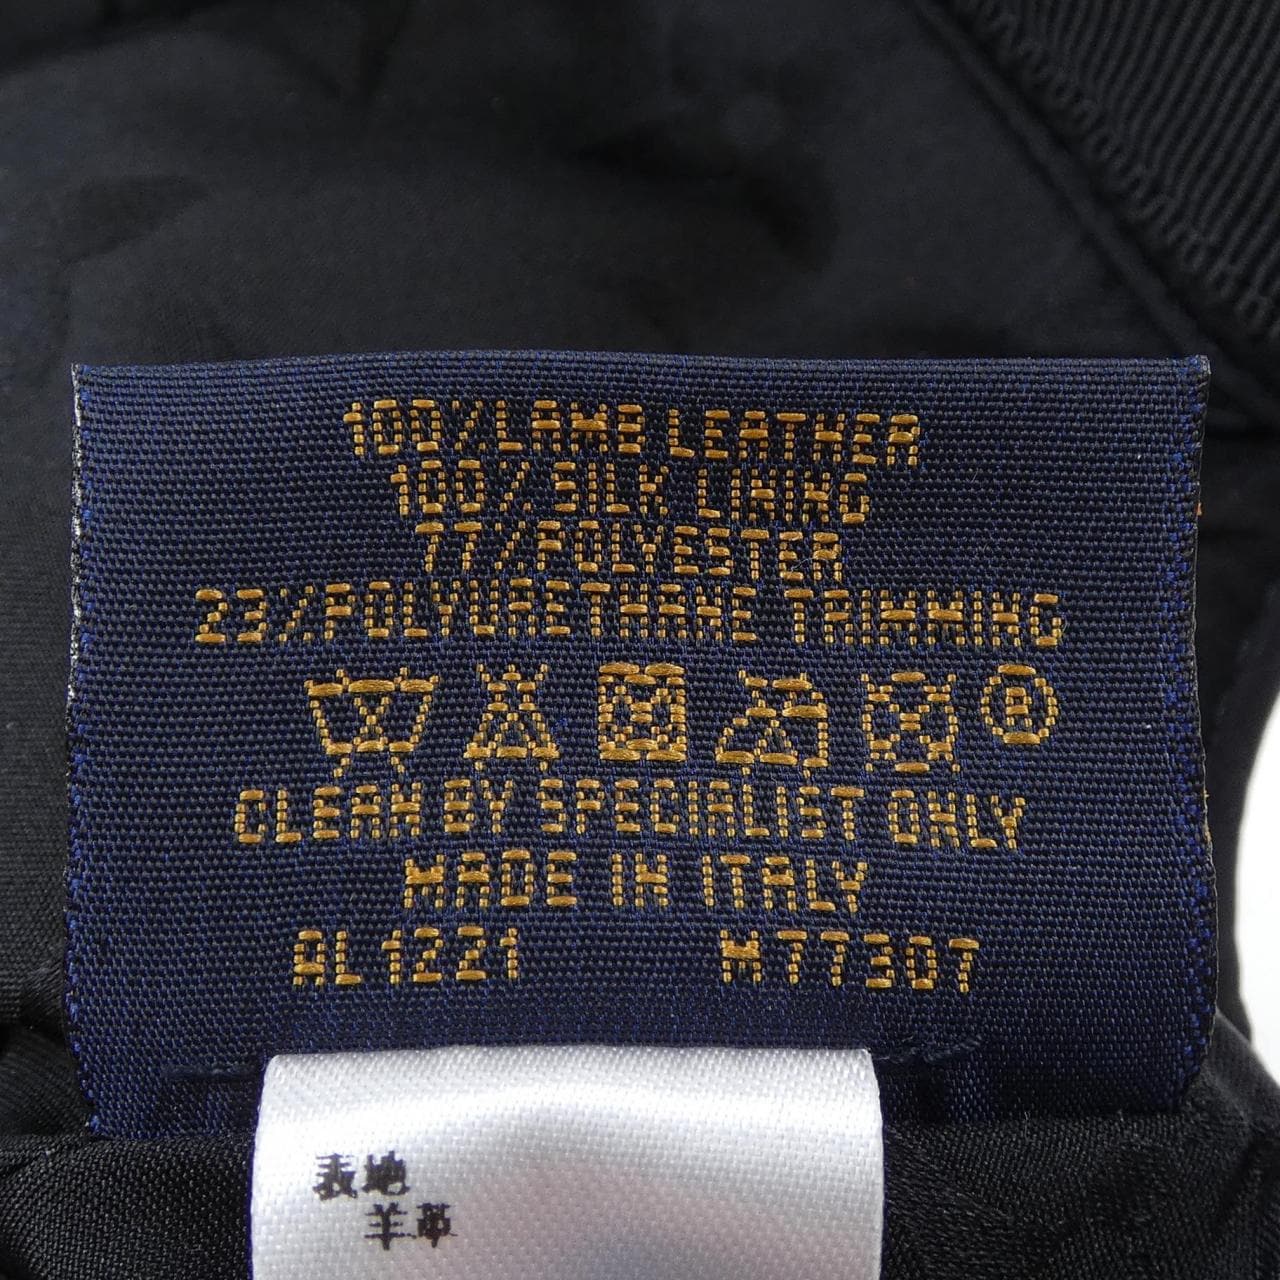 100%LAMB LEATHER
100%SILK LINING
77%POLYESTER
23%POLYURETHANE TRIMMING
®
CLEAN BY SPECIALIST ONLY
MADE IN ITALY
AL1221 M77307
表地
羊革